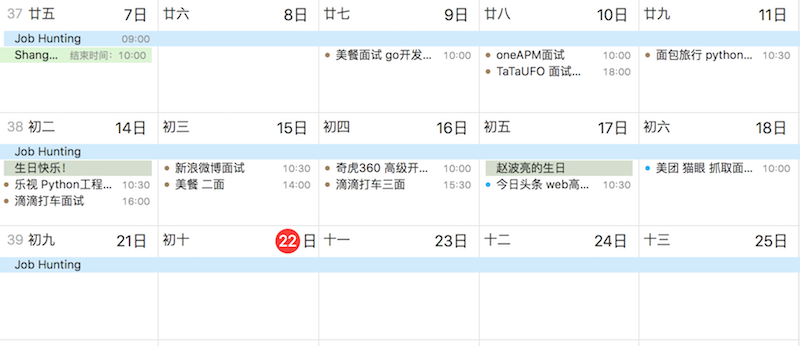 37 廿五 7日 廿六 8日 廿七 9日 廿八 10日 廿九 11日
Job Hunting 09:00
Shang... 结束时间：10:00 美餐面试 go开发... 10:00 oneAPM面试 10:00 面包旅行 python... 10:30
TaTaUFO 面试... 18:00
38 初二 14日 初三 15日 初四 16日 初五 17日 初六 18日
Job Hunting
生日快乐！ 新浪微博面试 10:30 奇虎360 高级开... 10:00 赵波亮的生日 美团 猫眼 抓取面... 10:00
乐视 Python工程... 10:30 美餐 二面 14:00 滴滴打车三面 15:30 今日头条 web高... 10:30
滴滴打车面试 16:00
39 初九 21日 初十 22日 十一 23日 十二 24日 十三 25日
Job Hunting